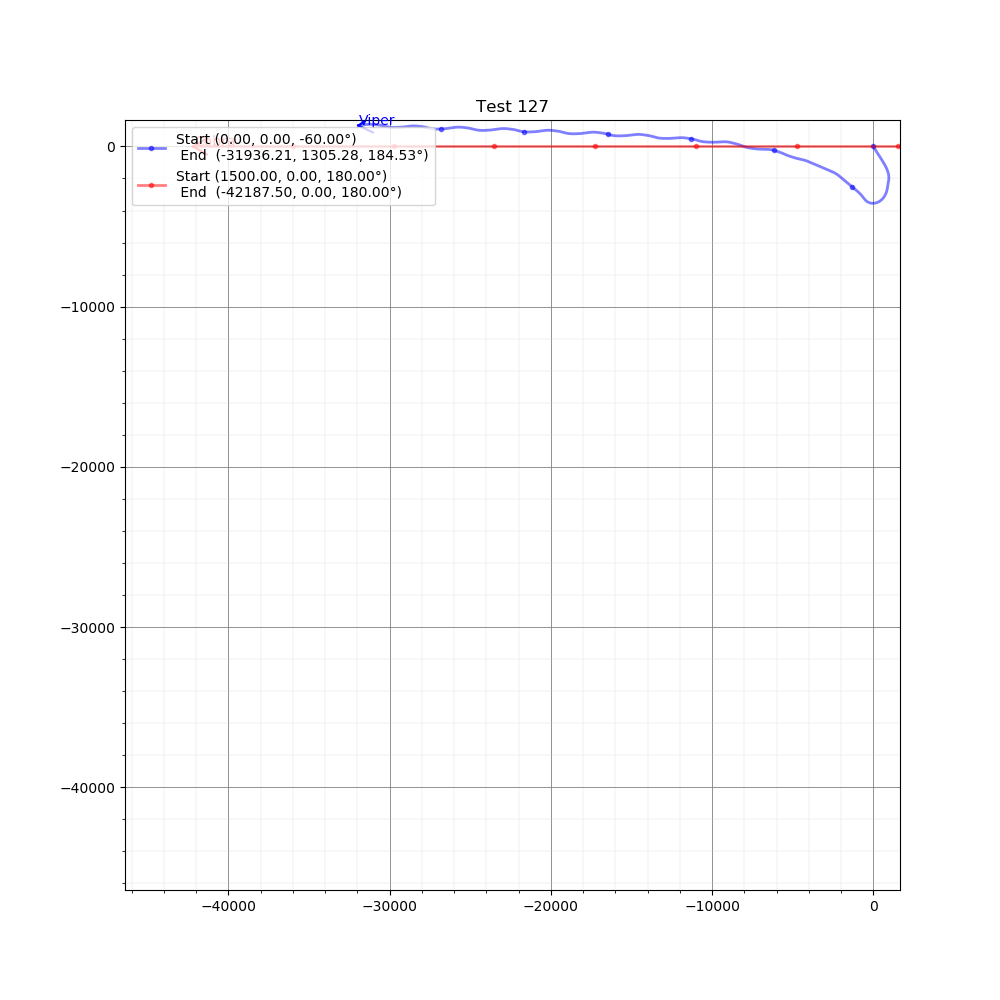 Test 127
Viper
Start (0.00, 0.00, -60.00°)
End (-31936.21, 1305.28, 184.53°)
Start (1500.00, 0.00, 180.00°)
End (-42187.50, 0.00, 180.00°)
0
−10000
−20000
−30000
−40000
−40000 −30000 −20000 −10000 0